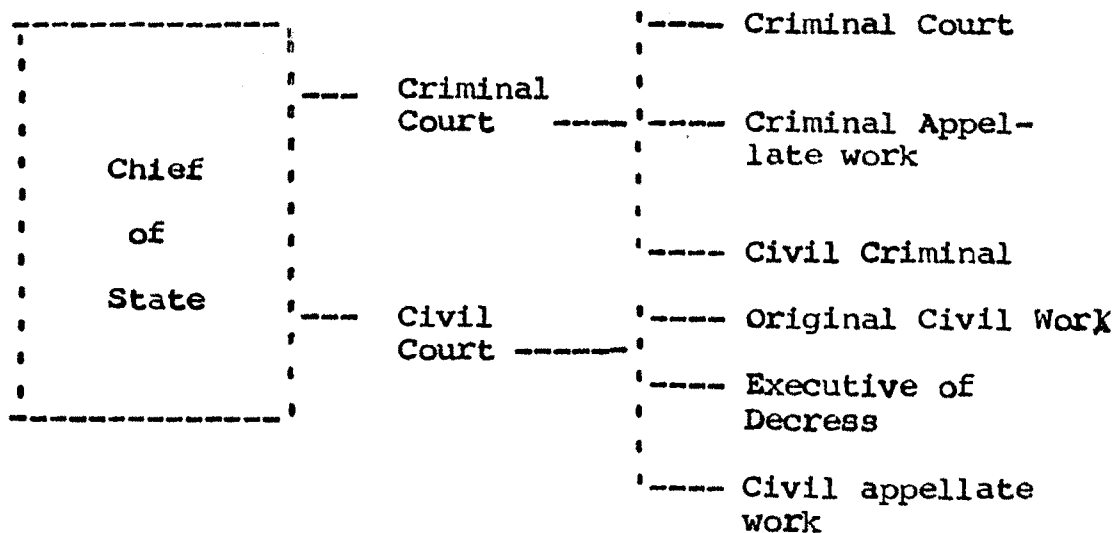 Chief
of
State
Criminal
Court
Civil
Court
Criminal Court
Criminal Appel-
late work
Civil Criminal
Original Civil Work
Executive of
Decress
Civil appellate
work